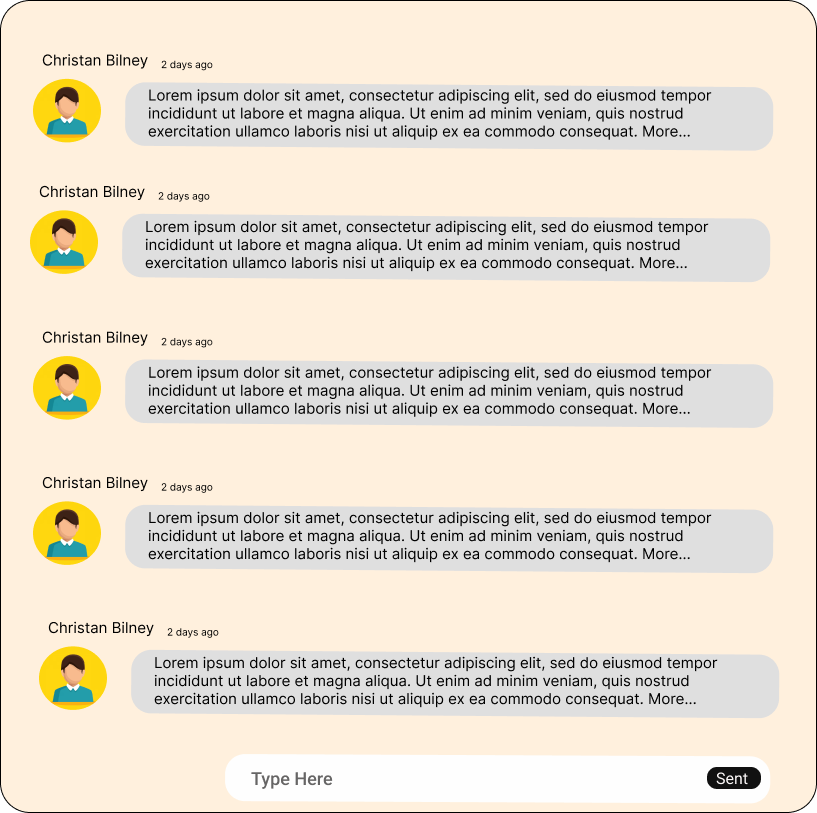 Christan Bilney 2 days ago
Lorem ipsum dolor sit amet, consectetur adipiscing elit, sed do eiusmod tempor
incididunt ut labore et magna aliqua. Ut enim ad minim veniam, quis nostrud
exercitation ullamco laboris nisi ut aliquip ex ea commodo consequat. More...
Christan Bilney 2 days ago
Lorem ipsum dolor sit amet, consectetur adipiscing elit, sed do eiusmod tempor
incididunt ut labore et magna aliqua. Ut enim ad minim veniam, quis nostrud
exercitation ullamco laboris nisi ut aliquip ex ea commodo consequat. More...
Christan Bilney 2 days ago
Lorem ipsum dolor sit amet, consectetur adipiscing elit, sed do eiusmod tempor
incididunt ut labore et magna aliqua. Ut enim ad minim veniam, quis nostrud
exercitation ullamco laboris nisi ut aliquip ex ea commodo consequat. More...
Christan Bilney 2 days ago
Lorem ipsum dolor sit amet, consectetur adipiscing elit, sed do eiusmod tempor
incididunt ut labore et magna aliqua. Ut enim ad minim veniam, quis nostrud
exercitation ullamco laboris nisi ut aliquip ex ea commodo consequat. More...
Christan Bilney 2 days ago
Lorem ipsum dolor sit amet, consectetur adipiscing elit, sed do eiusmod tempor
incididunt ut labore et magna aliqua. Ut enim ad minim veniam, quis nostrud
exercitation ullamco laboris nisi ut aliquip ex ea commodo consequat. More...
Type Here Sent